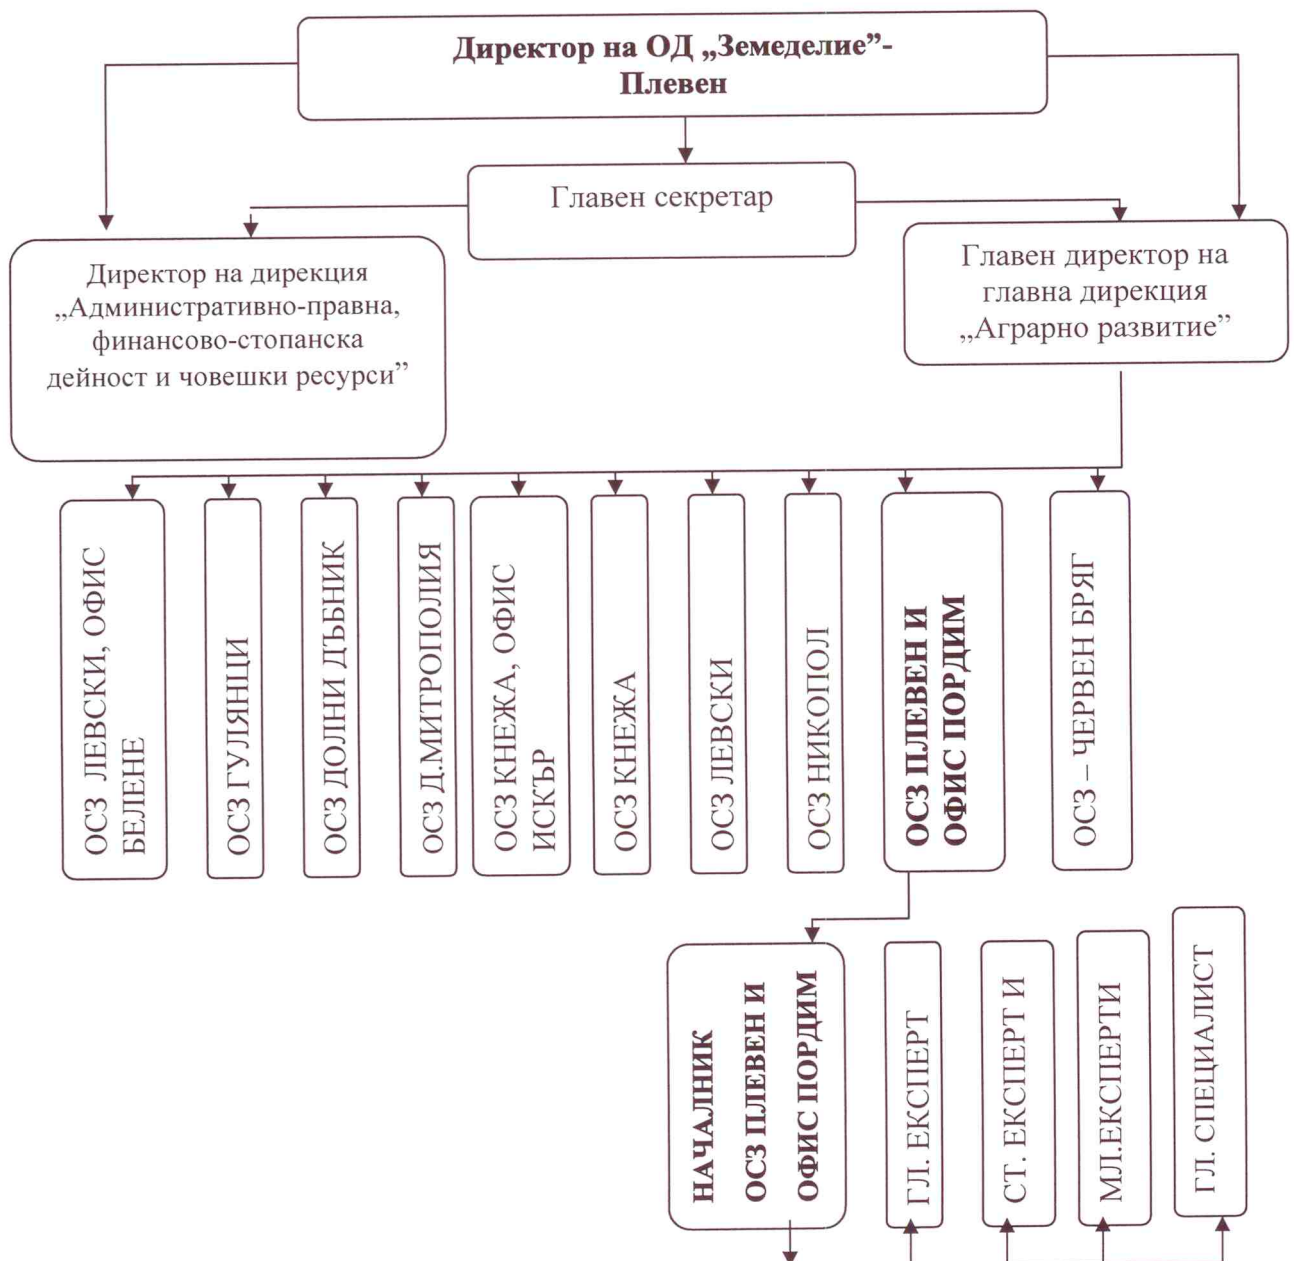 Директор на ОД „Земеделие”-
Плевен
Главен секретар
Директор на дирекция
„Административно-правна,
финансово-стопанска
дейност и човешки ресурси”
Главен директор на
главна дирекция
„Аграрно развитие”
ОСЗ ЛЕВСКИ, ОФИС
БЕЛЕНЕ
ОСЗ ГУЛЯНЦИ
ОСЗ ДОЛНИ ДЪБНИК
ОСЗ Д.МИТРОПОЛИЯ
ОСЗ КНЕЖА, ОФИС
ИСКЪР
ОСЗ КНЕЖА
ОСЗ ЛЕВСКИ
ОСЗ НИКОПОЛ
ОСЗ ПЛЕВЕН И
ОФИС ПОРДИМ
ОСЗ – ЧЕРВЕН БРЯГ
НАЧАЛНИК
ОСЗ ПЛЕВЕН И
ОФИС ПОРДИМ
ГЛ. ЕКСПЕРТ
СТ. ЕКСПЕРТ И
МЛ.ЕКСПЕРТИ
ГЛ. СПЕЦИАЛИСТ